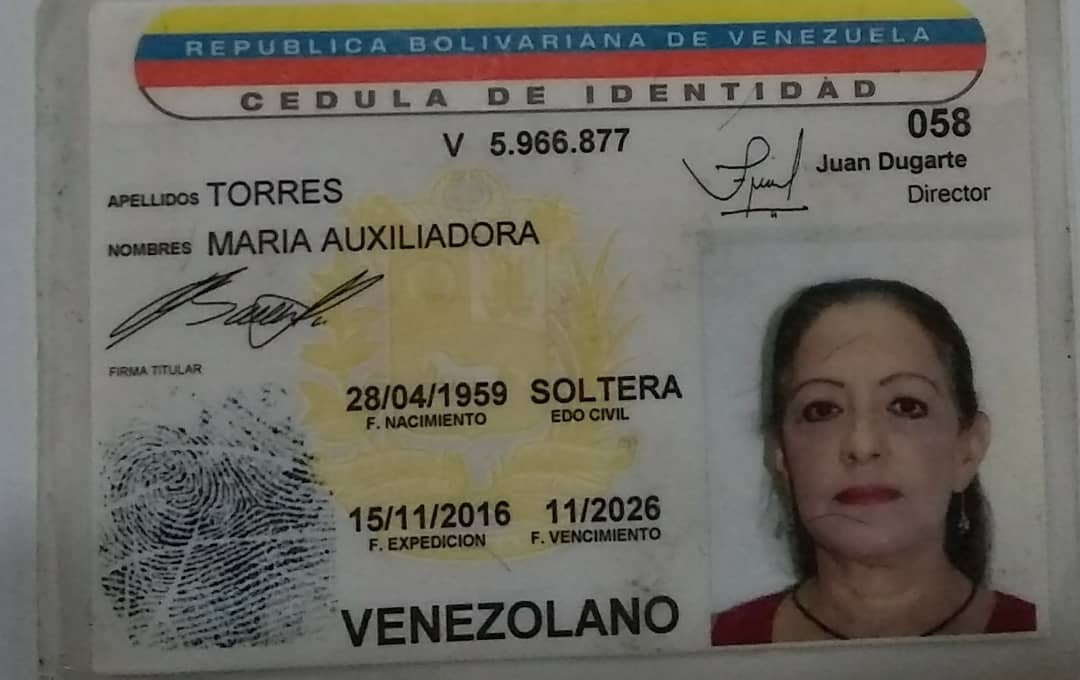 REPUBLICA BOLIVARIANA DE VENEZUELA
CEDULA DE IDENTIDAD
V 5.966.877
058
Juan Dugarte
Director
APELLIDOS TORRES
NOMBRES MARIA AUXILIADORA
FIRMA TITULAR
28/04/1959 SOLTERA
F. NACIMIENTO EDO CIVIL
15/11/2016 11/2026
F. EXPEDICION F. VENCIMIENTO
VENEZOLANO